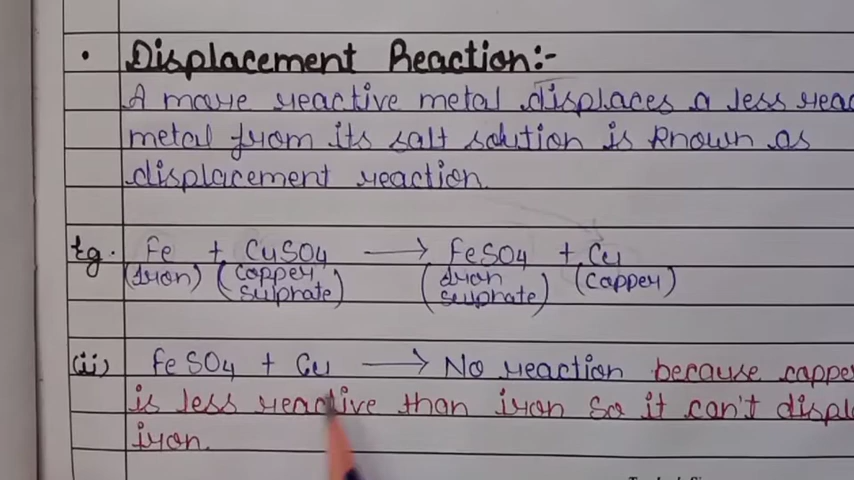 • Displacement Reaction:-
A more reactive metal displaces a less reac
metal from its salt solution is known as
displacement reaction.
Eg. Fe + CuSO4 → FeSO4 + Cu
(Iron) (Copper Sulphate) (Iron Sulphate) (Copper)
(ii) FeSO4 + Cu → No reaction because coppe
is less reactive than iron So it can't displ
iron.